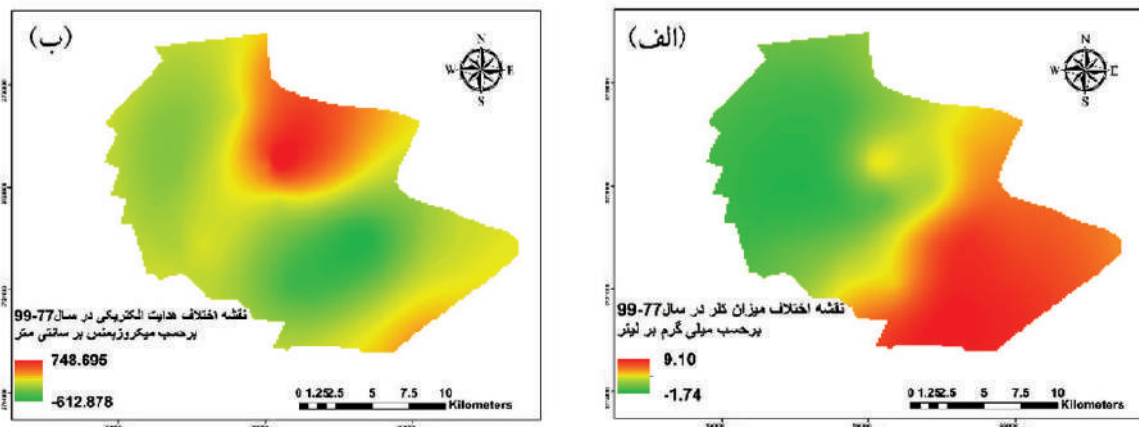 (الف)
N
W E
S
نقشه اختلاف میزان کلر در سال77-99
برحسب میلی گرم بر لیتر
9.10
-1.74
0 1.25 2.5 5 7.5 10
Kilometers
(ب)
N
W E
S
نقشه اختلاف هدایت الکتریکی در سال77-99
برحسب میکروزیمنس بر سانتی متر
748.695
-612.878
0 1.25 2.5 5 7.5 10
Kilometers